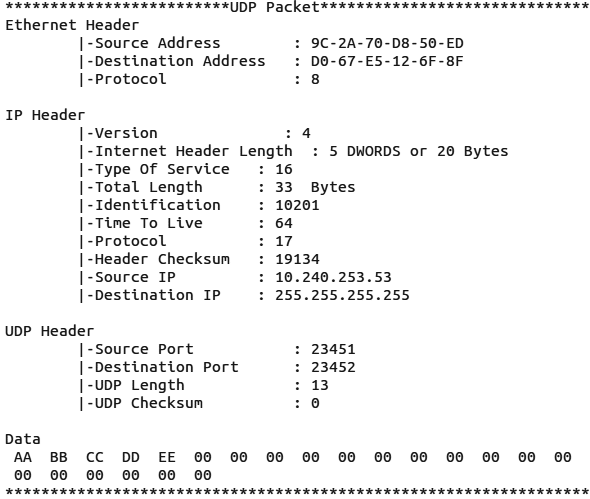 *************************UDP Packet******************************
Ethernet Header
        |-Source Address        : 9C-2A-70-D8-50-ED
        |-Destination Address   : D0-67-E5-12-6F-8F
        |-Protocol              : 8

IP Header
        |-Version              : 4
        |-Internet Header Length  : 5 DWORDS or 20 Bytes
        |-Type Of Service   : 16
        |-Total Length      : 33  Bytes
        |-Identification    : 10201
        |-Time To Live      : 64
        |-Protocol          : 17
        |-Header Checksum   : 19134
        |-Source IP         : 10.240.253.53
        |-Destination IP    : 255.255.255.255

UDP Header
        |-Source Port           : 23451
        |-Destination Port      : 23452
        |-UDP Length            : 13
        |-UDP Checksum          : 0

Data
 AA  BB  CC  DD  EE  00  00  00  00  00  00  00  00  00  00  00
 00  00  00  00  00  00
*****************************************************************